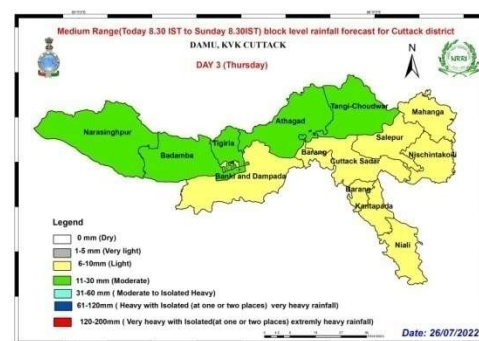 Medium Range(Today 8.30 IST to Sunday 8.30IST) block level rainfall forecast for Cuttack district
DAMU, KVK CUTTACK
DAY 3 (Thursday)
N
Narasinghpur
Badamba
Tigiria
Athagad
Tangi-Choudwar
Mahanga
Salepur
Barang
Banki and Dampada
Cuttack Sadar
Barang
Kantapada
Niali
Legend
0 mm (Dry)
1-5 mm (Very light)
6-10mm (Light)
11-30 mm (Moderate)
31-60 mm ( Moderate to Isolated Heavy)
61-120mm ( Heavy with Isolated (at one or two places) very heavy rainfall)
120-200mm ( Very heavy with Isolated(at one or two places) extremly heavy rainfall)
Date: 26/07/2022